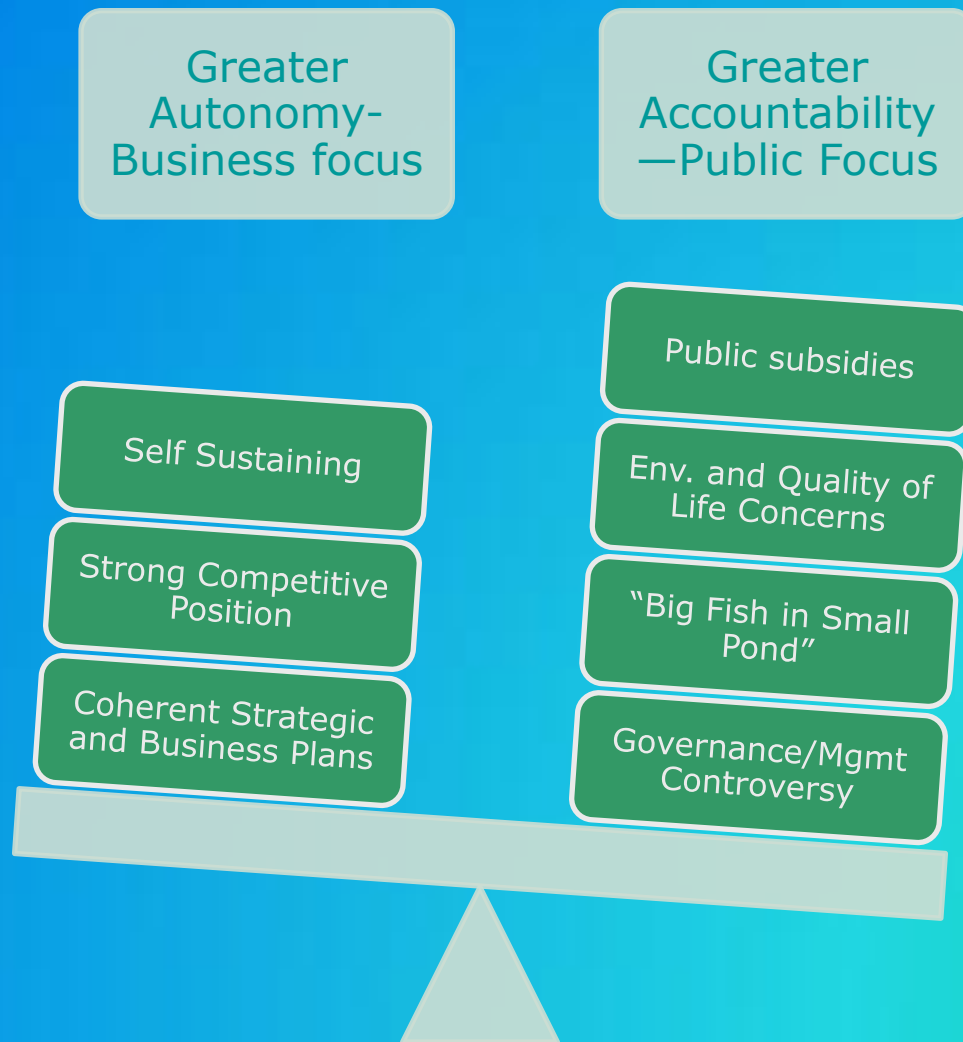 Greater
Autonomy-
Business focus
Greater
Accountability
—Public Focus
Self Sustaining
Strong Competitive
Position
Coherent Strategic
and Business Plans
Public subsidies
Env. and Quality of
Life Concerns
“Big Fish in Small
Pond”
Governance/Mgmt
Controversy